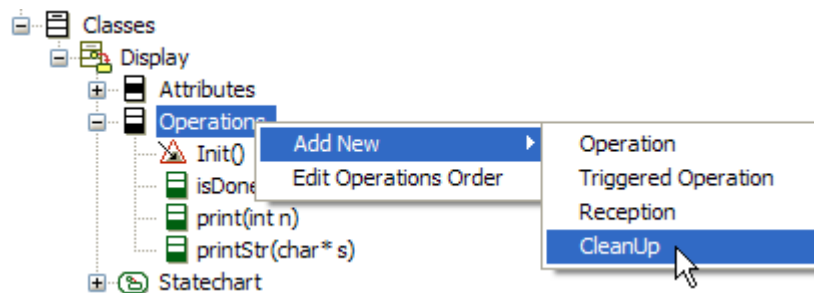 Classes
Display
Attributes
Operations
Init()
isDone
print(int n)
printStr(char* s)
Statechart
Add New
Edit Operations Order
Operation
Triggered Operation
Reception
CleanUp